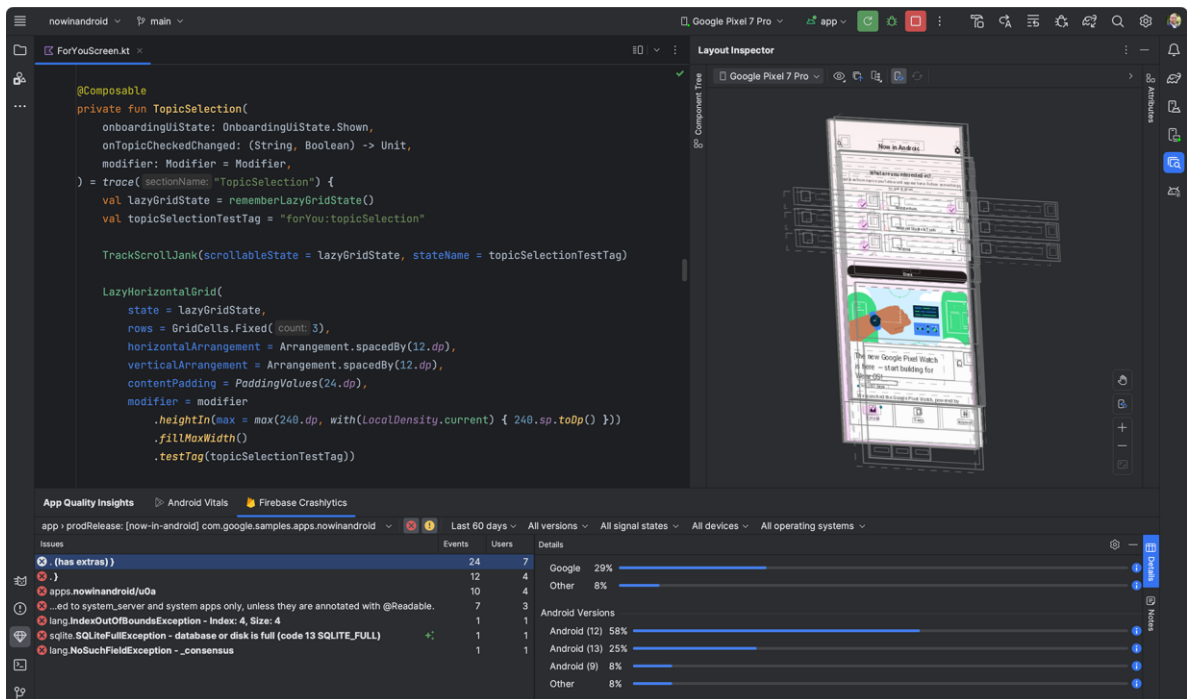 nowinandroid
main
Google Pixel 7 Pro
app
ForYouScreen.kt
@Composable
private fun TopicSelection(
onboardingUiState: OnboardingUiState.Shown,
onTopicCheckedChanged: (String, Boolean) -> Unit,
modifier: Modifier = Modifier,
) = trace( sectionName: "TopicSelection") {
val lazyGridState = rememberLazyGridState()
val topicSelectionTestTag = "forYou:topicSelection"
TrackScrollJank(scrollableState = lazyGridState, stateName = topicSelectionTestTag)
LazyHorizontalGrid(
state = lazyGridState,
rows = GridCells.Fixed( count: 3),
horizontalArrangement = Arrangement.spacedBy(12.dp),
verticalArrangement = Arrangement.spacedBy(12.dp),
contentPadding = PaddingValues(24.dp),
modifier = modifier
.heightIn(max = max(240.dp, with(LocalDensity.current) { 240.sp.toDp() }))
.fillMaxWidth()
.testTag(topicSelectionTestTag))
Layout Inspector
Component Tree
Google Pixel 7 Pro
Attributes
Now in Android
What are you interested in?
Done
The new Google Pixel Watch
is here – start building for
Wear OS!
App Quality Insights
Android Vitals
Firebase Crashlytics
app › prodRelease: [now-in-android] com.google.samples.apps.nowinandroid
Last 60 days
All versions
All signal states
All devices
All operating systems
Issues Events Users
. (has extras) } 24 7
. } 12 4
apps.nowinandroid/u0a 10 4
...ed to system_server and system apps only, unless they are annotated with @Readable. 7 3
lang.IndexOutOfBoundsException - Index: 4, Size: 4 1 1
sqlite.SQLiteFullException - database or disk is full (code 13 SQLITE_FULL) 1 1
lang.NoSuchFieldException - _consensus 1 1
Details
Google 29%
Other 8%
Android Versions
Android (12) 58%
Android (13) 25%
Android (9) 8%
Other 8%
Details
Notes